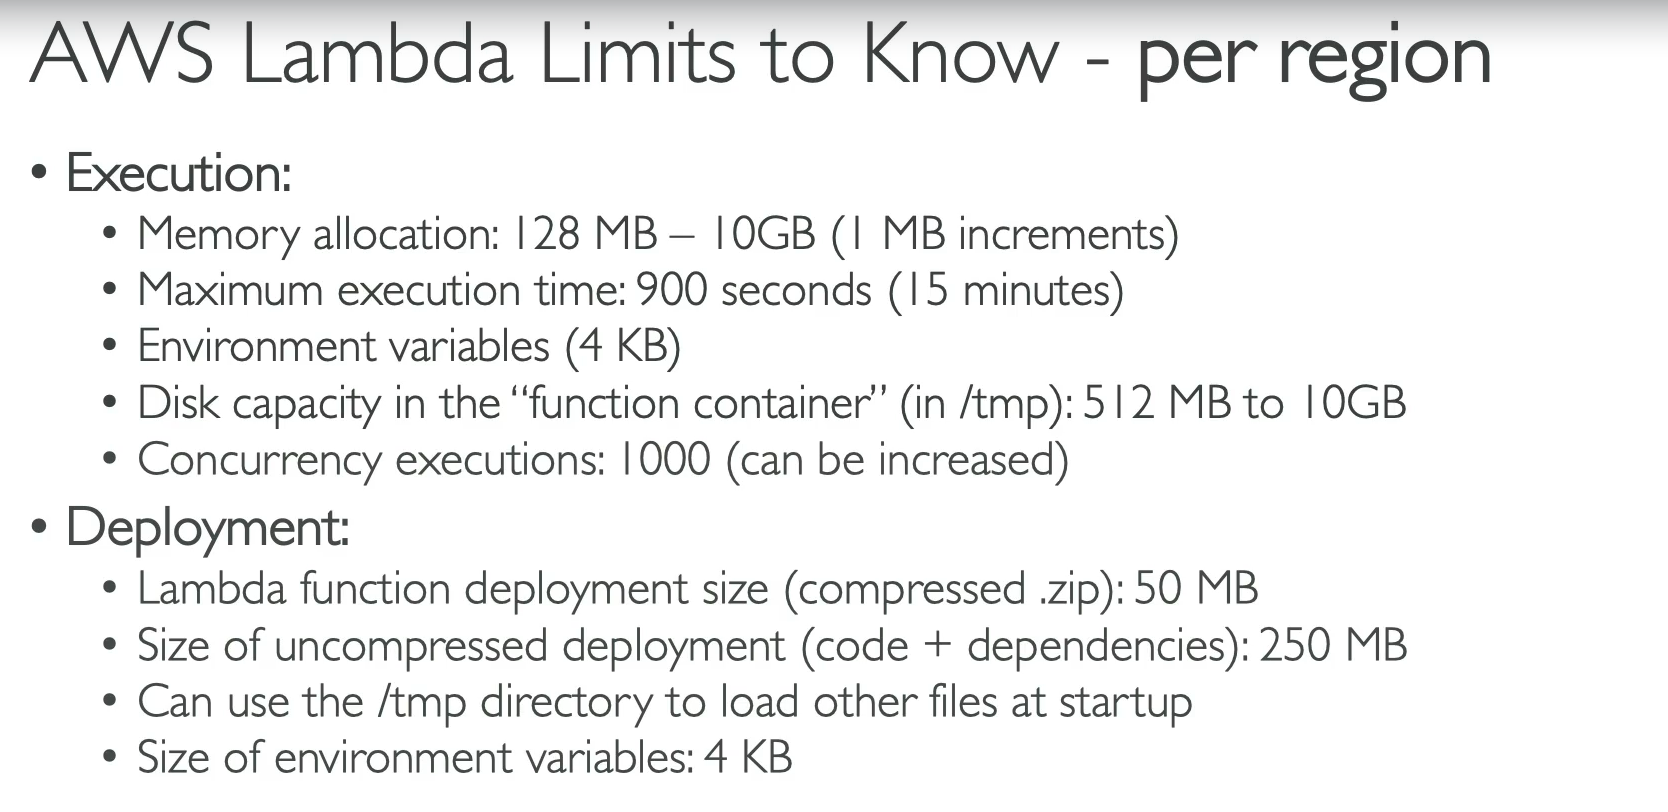 AWS Lambda Limits to Know - per region
• Execution:
• Memory allocation: 128 MB – 10GB (1 MB increments)
• Maximum execution time: 900 seconds (15 minutes)
• Environment variables (4 KB)
• Disk capacity in the “function container” (in /tmp): 512 MB to 10GB
• Concurrency executions: 1000 (can be increased)
• Deployment:
• Lambda function deployment size (compressed .zip): 50 MB
• Size of uncompressed deployment (code + dependencies): 250 MB
• Can use the /tmp directory to load other files at startup
• Size of environment variables: 4 KB